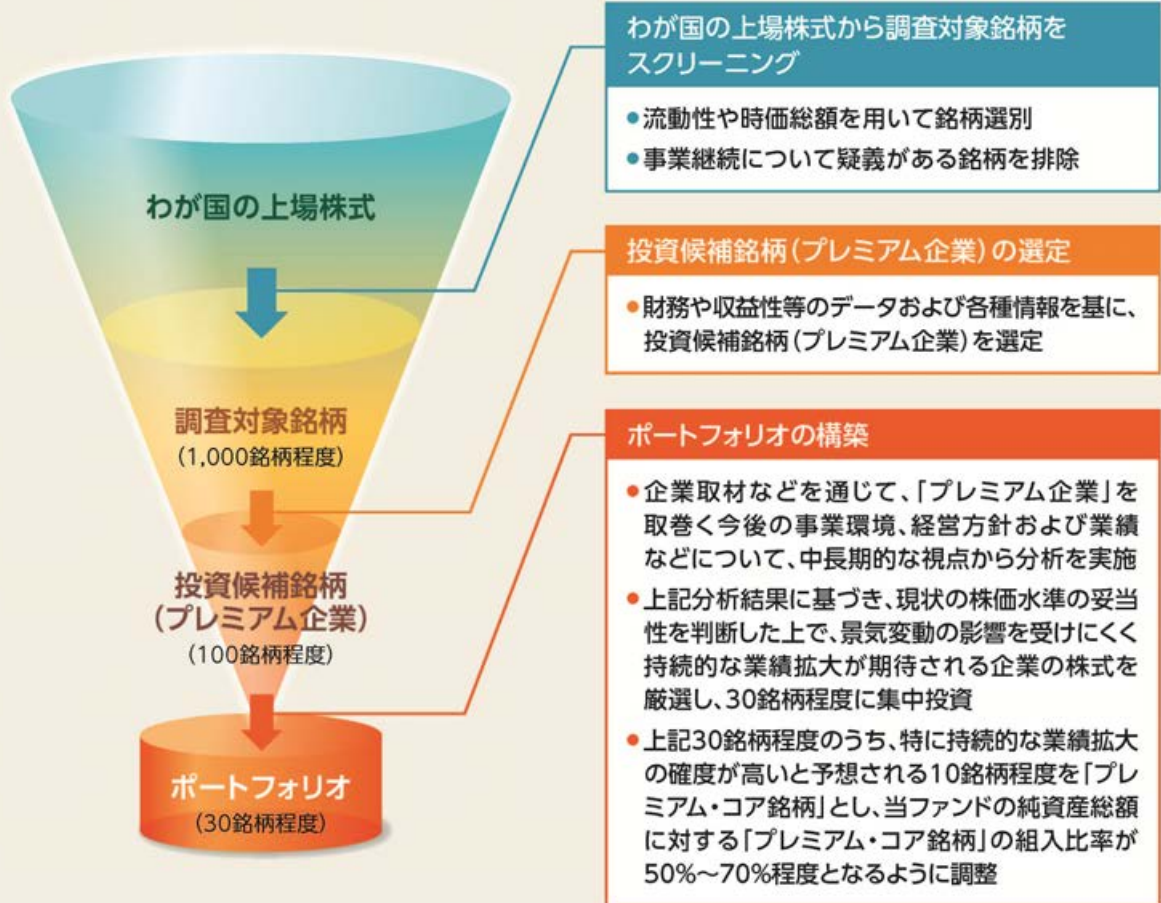 わが国の上場株式
調査対象銘柄
(1,000銘柄程度)
投資候補銘柄
(プレミアム企業)
(100銘柄程度)
ポートフォリオ
(30銘柄程度)
わが国の上場株式から調査対象銘柄を
スクリーニング
●流動性や時価総額を用いて銘柄選別
●事業継続について疑義がある銘柄を排除
投資候補銘柄(プレミアム企業)の選定
●財務や収益性等のデータおよび各種情報を基に、
投資候補銘柄(プレミアム企業)を選定
ポートフォリオの構築
●企業取材などを通じて、「プレミアム企業」を
取巻く今後の事業環境、経営方針および業績
などについて、中長期的な視点から分析を実施
●上記分析結果に基づき、現状の株価水準の妥当
性を判断した上で、景気変動の影響を受けにくく
持続的な業績拡大が期待される企業の株式を
厳選し、30銘柄程度に集中投資
●上記30銘柄程度のうち、特に持続的な業績拡大
の確度が高いと予想される10銘柄程度を「プレ
ミアム・コア銘柄」とし、当ファンドの純資産総額
に対する「プレミアム・コア銘柄」の組入比率が
50%～70%程度となるように調整